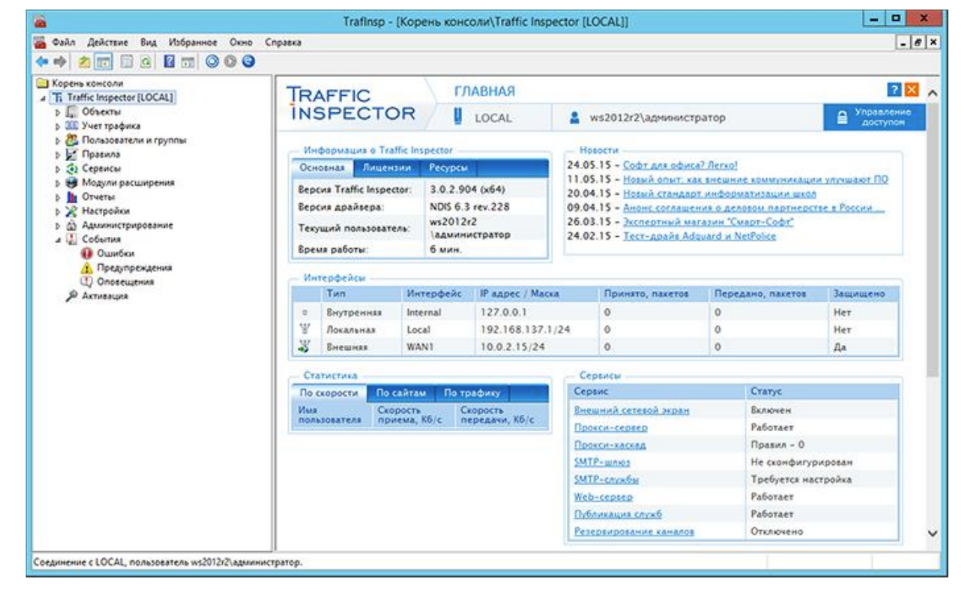 TrafInsp - [Корень консоли\Traffic Inspector [LOCAL]]
Файл Действие Вид Избранное Окно Справка
Корень консоли
Traffic Inspector [LOCAL]
Объекты
Учет трафика
Пользователи и группы
Правила
Сервисы
Модули расширения
Отчеты
Настройки
Администрирование
События
Ошибки
Предупреждения
Оповещения
Активация
TRAFFIC INSPECTOR
ГЛАВНАЯ
LOCAL
ws2012r2\администратор
Управление доступом
Информация о Traffic Inspector
Основная Лицензии Ресурсы
Версия Traffic Inspector: 3.0.2.904 (x64)
Версия драйвера: NDIS 6.3 rev.228
Текущий пользователь: ws2012r2\администратор
Время работы: 6 мин.
Новости
24.05.15 – Софт для офиса? Легко!
11.05.15 – Новый опыт: как внешние коммуникации улучшают ПО
20.04.15 – Новый стандарт информатизации школ
09.04.15 – Анонс соглашения о деловом партнерстве в России ...
26.03.15 – Экспертный магазин "Смарт-Софт"
24.02.15 – Тест-драйв Adguard и NetPolice
Интерфейсы
Тип Интерфейс IP адрес / Маска Принято, пакетов Передано, пакетов Защищено
Внутренняя Internal 127.0.0.1 0 0 Нет
Локальная Local 192.168.137.1/24 0 0 Нет
Внешняя WAN1 10.0.2.15/24 0 0 Да
Статистика
По скорости По сайтам По трафику
Имя пользователя Скорость приема, Кб/с Скорость передачи, Кб/с
Сервисы
Сервис Статус
Внешний сетевой экран Включен
Прокси-сервер Работает
Прокси-каскад Правил – 0
SMTP-шлюз Не сконфигурирован
SMTP-службы Требуется настройка
Web-сервер Работает
Публикация служб Работает
Резервирование каналов Отключено
Соединение с LOCAL, пользователь ws2012r2\администратор.